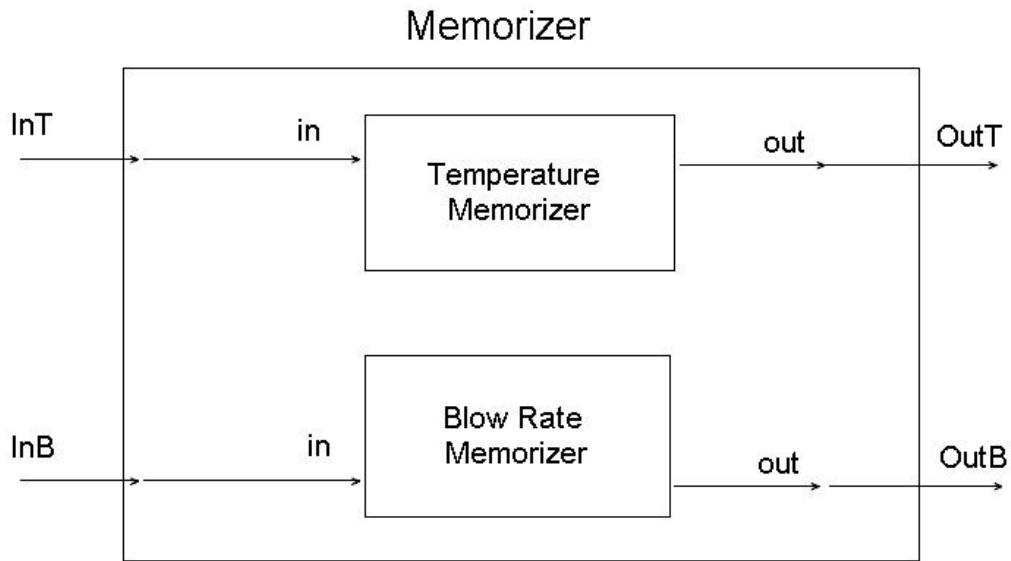 Memorizer
InT
in
Temperature
Memorizer
out
OutT
InB
in
Blow Rate
Memorizer
out
OutB